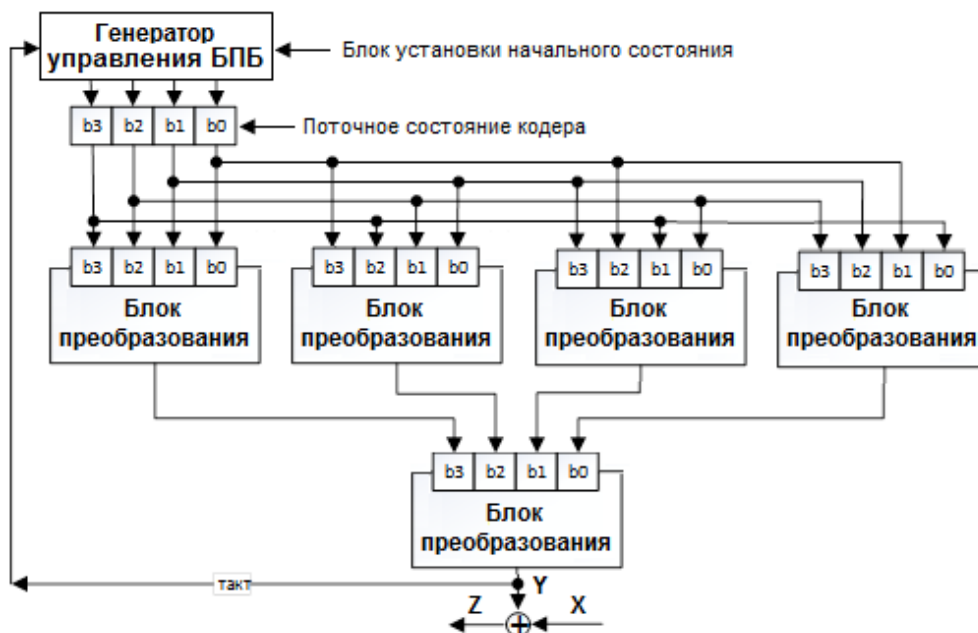 Генератор
управления БПБ
Блок установки начального состояния
b3 b2 b1 b0
Поточное состояние кодера
b3 b2 b1 b0
b3 b2 b1 b0
b3 b2 b1 b0
b3 b2 b1 b0
Блок
преобразования
Блок
преобразования
Блок
преобразования
Блок
преобразования
b3 b2 b1 b0
Блок
преобразования
такт
Y
Z
X